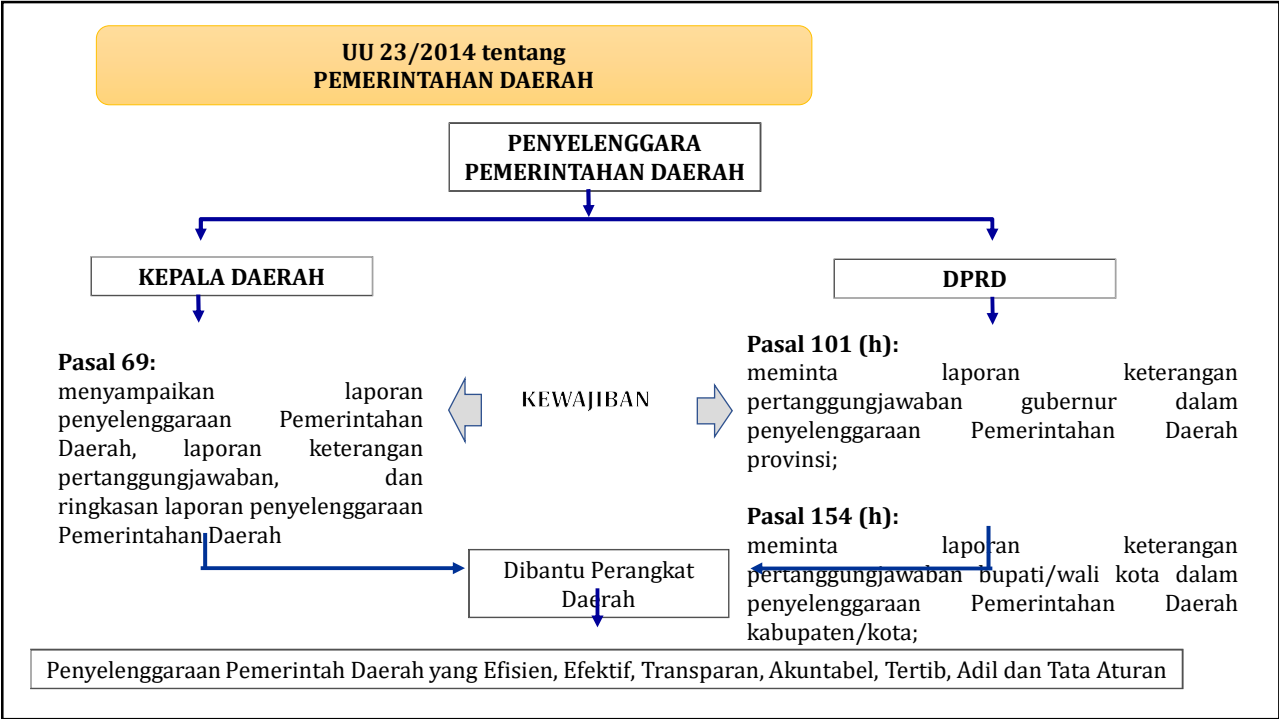 UU 23/2014 tentang
PEMERINTAHAN DAERAH
PENYELENGGARA
PEMERINTAHAN DAERAH
KEPALA DAERAH
DPRD
Pasal 69:
menyampaikan laporan
penyelenggaraan Pemerintahan
Daerah, laporan keterangan
pertanggungjawaban, dan
ringkasan laporan penyelenggaraan
Pemerintahan Daerah
KEWAJIBAN
Pasal 101 (h):
meminta laporan keterangan
pertanggungjawaban gubernur dalam
penyelenggaraan Pemerintahan Daerah
provinsi;
Pasal 154 (h):
meminta laporan keterangan
pertanggungjawaban bupati/wali kota dalam
penyelenggaraan Pemerintahan Daerah
kabupaten/kota;
Dibantu Perangkat
Daerah
Penyelenggaraan Pemerintah Daerah yang Efisien, Efektif, Transparan, Akuntabel, Tertib, Adil dan Tata Aturan